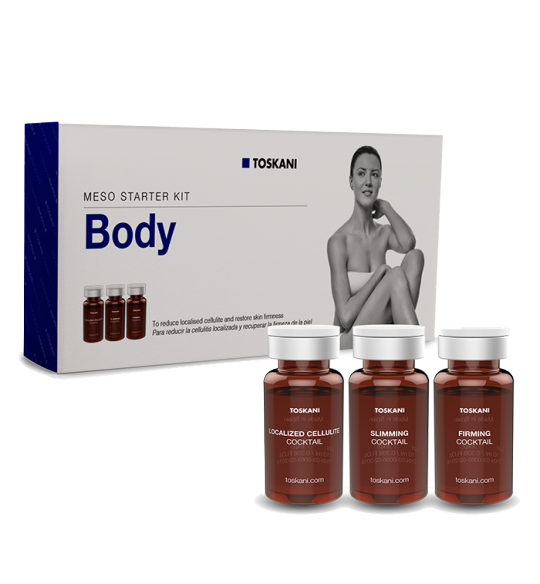 TOSKANI
MESO STARTER KIT
Body
To reduce localised cellulite and restore skin firmness
Para reducir la celulitis localizada y recuperar la firmeza de la piel
TOSKANI
LOCALIZED CELLULITE
COCKTAIL
toskani.com
TOSKANI
SLIMMING
COCKTAIL
toskani.com
TOSKANI
FIRMING
COCKTAIL
toskani.com